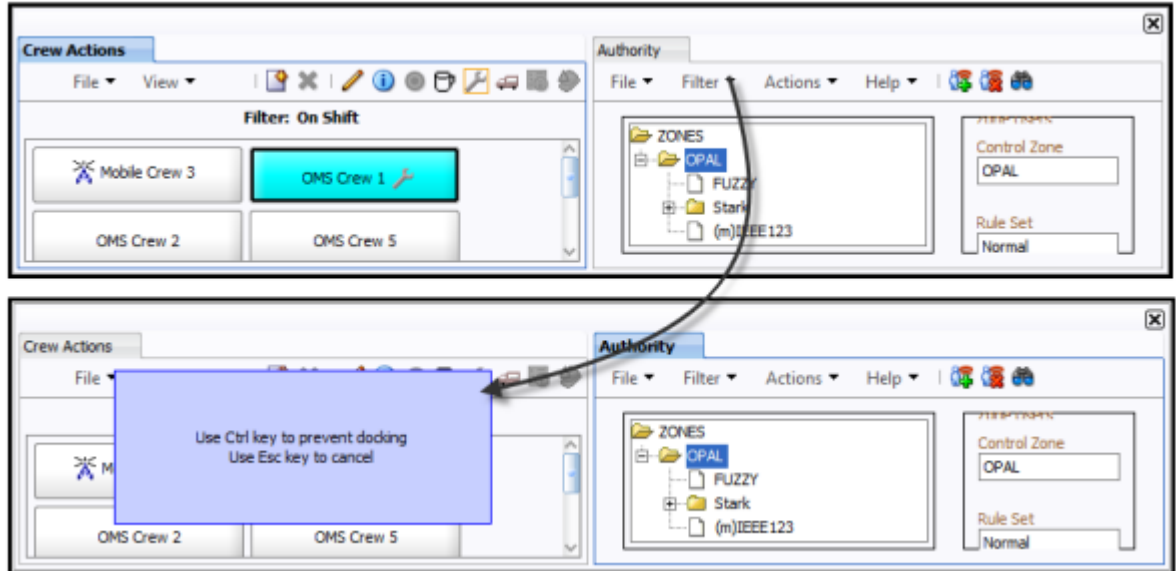 Crew Actions
Authority
File View
File Filter Actions Help
Filter: On Shift
ZONES
OPAL
FUZZY
Stark
(m)IEEE123
Control Zone
OPAL
Rule Set
Normal
Mobile Crew 3
OMS Crew 1
OMS Crew 2
OMS Crew 5
Crew Actions
Authority
File
File Filter Actions Help
Use Ctrl key to prevent docking
Use Esc key to cancel
M
OMS Crew 2
OMS Crew 5
ZONES
OPAL
FUZZY
Stark
(m)IEEE123
Control Zone
OPAL
Rule Set
Normal